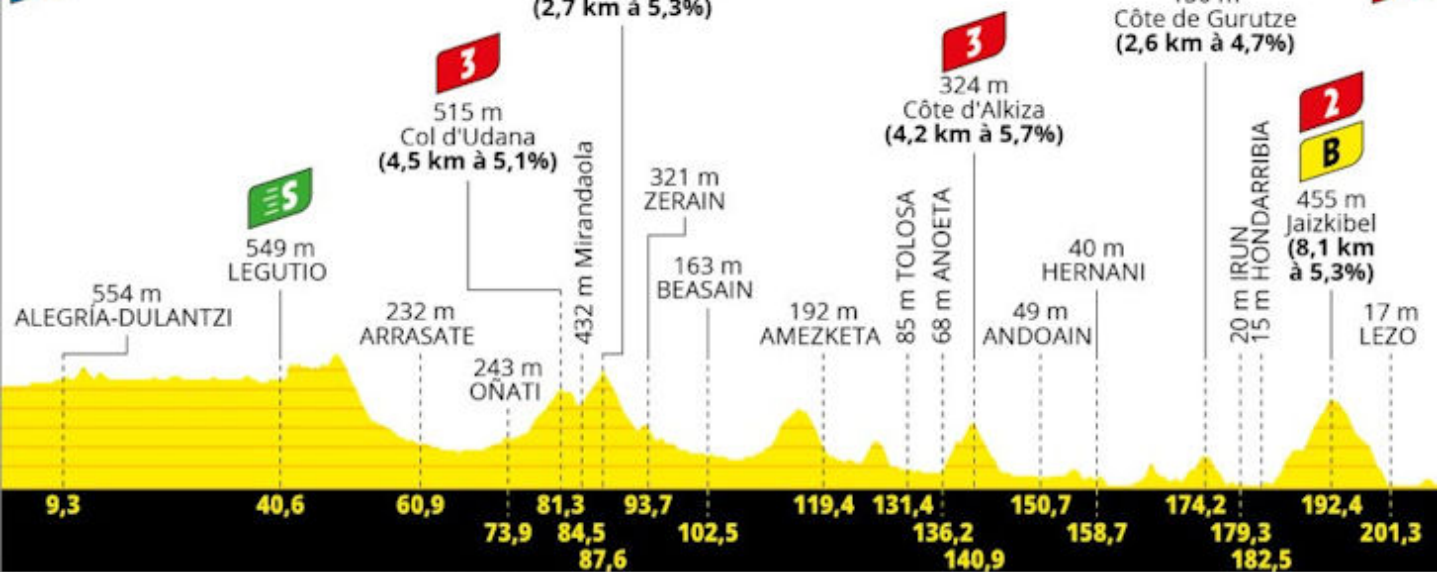 (2,7 km à 5,3%)
3
515 m
Col d'Udana
(4,5 km à 5,1%)
3
324 m
Côte d'Alkiza
(4,2 km à 5,7%)
Côte de Gurutze
(2,6 km à 4,7%)
2
B
455 m
Jaizkibel
(8,1 km
à 5,3%)
S
549 m
LEGUTIO
554 m
ALEGRÍA-DULANTZI
232 m
ARRASATE
243 m
OÑATI
432 m Mirandaola
321 m
ZERAIN
163 m
BEASAIN
192 m
AMEZKETA
85 m TOLOSA
68 m ANOETA
49 m
ANDOAIN
40 m
HERNANI
20 m IRUN
15 m HONDARRIBIA
17 m
LEZO
9,3
40,6
60,9
73,9
81,3
84,5
87,6
93,7
102,5
119,4
131,4
136,2
140,9
150,7
158,7
174,2
179,3
182,5
192,4
201,3